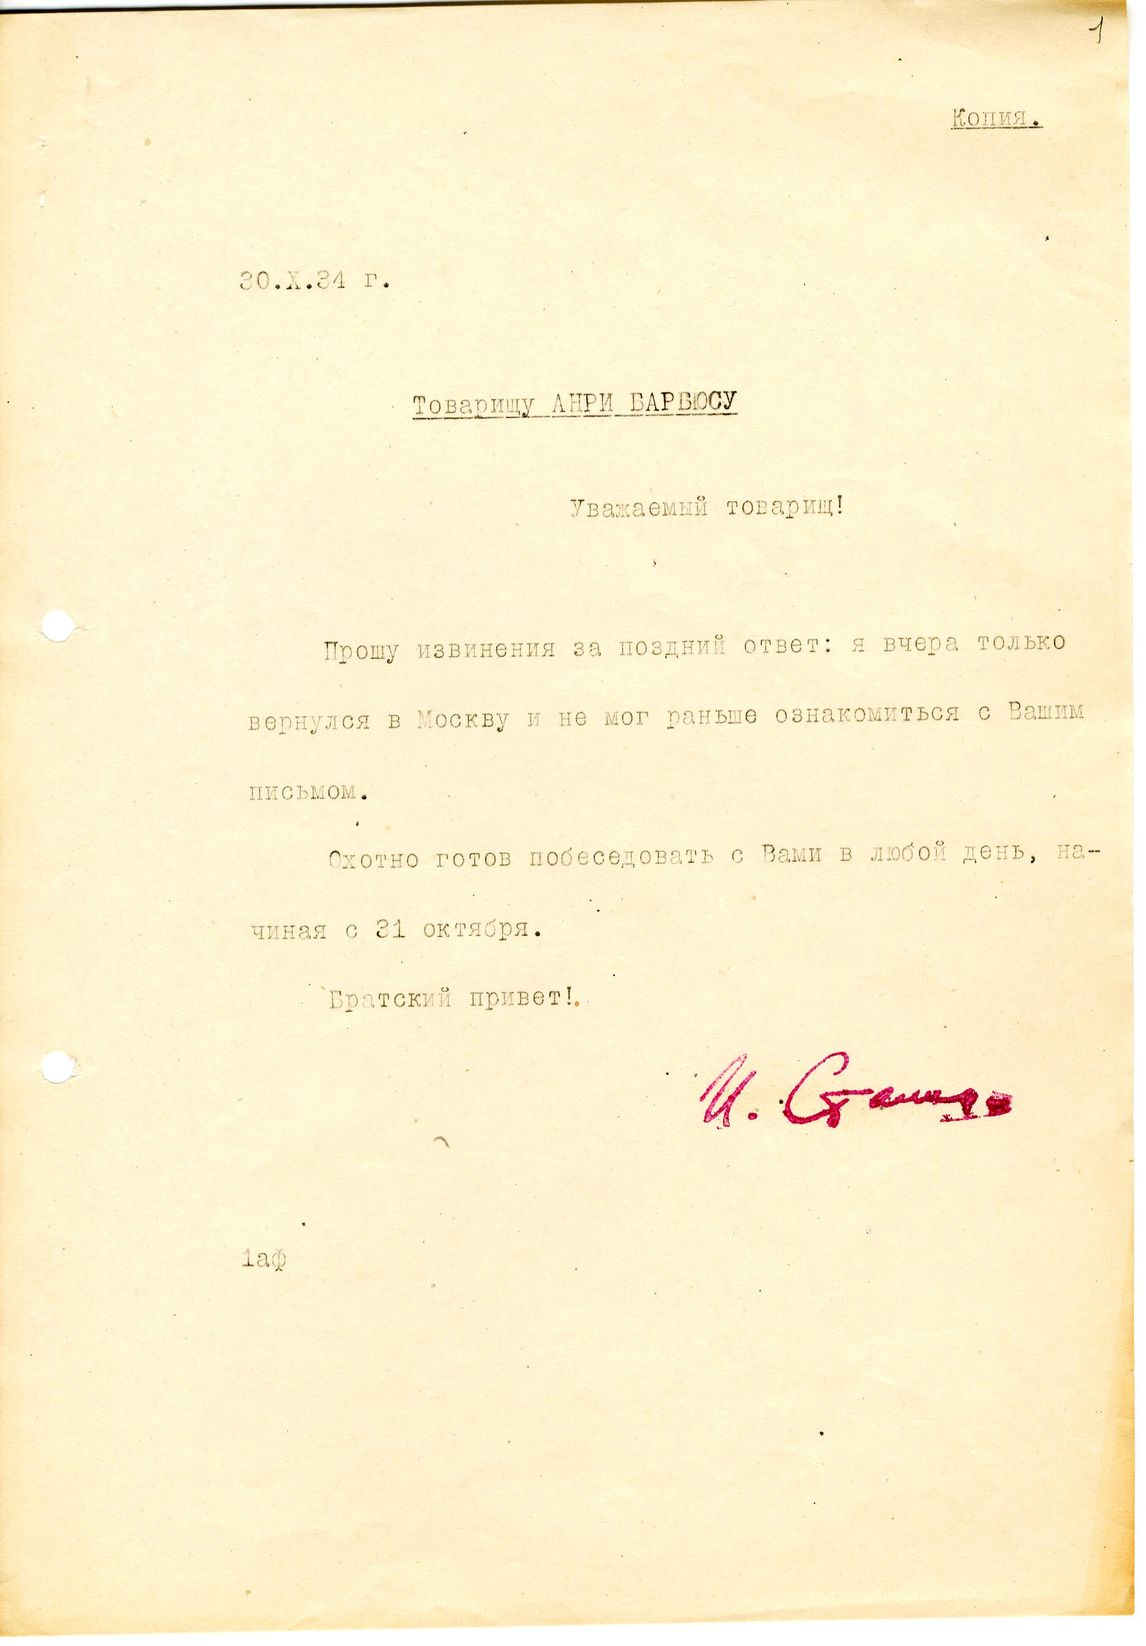 1
Копия.
30.X.34 г.
Товарищу АНРИ БАРБЮСУ
Уважаемый товарищ!
Прошу извинения за поздний ответ: я вчера только
вернулся в Москву и не мог раньше ознакомиться с Вашим
письмом.
Охотно готов побеседовать с Вами в любой день, на-
чиная с 31 октября.
Братский привет!.
И. Сталин
1аф